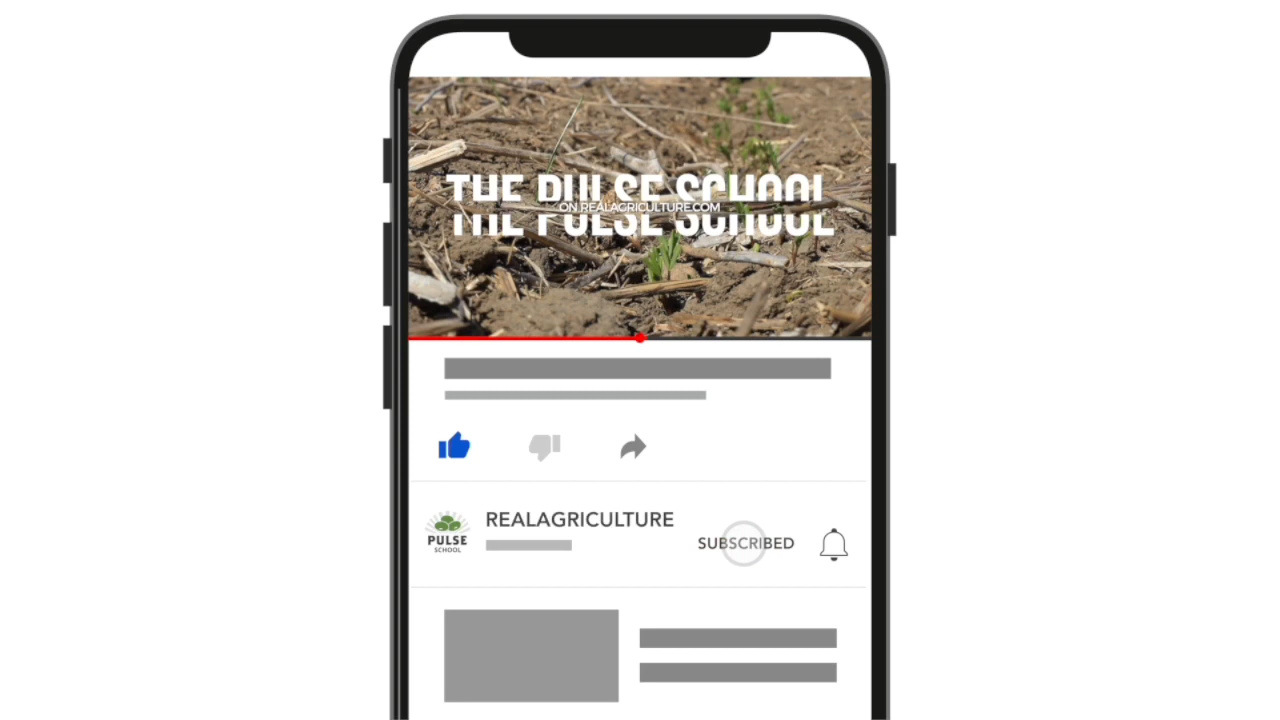 THE PULSE SCHOOL
ON REALAGRICULTURE.COM
REALAGRICULTURE
PULSE
SCHOOL
SUBSCRIBED